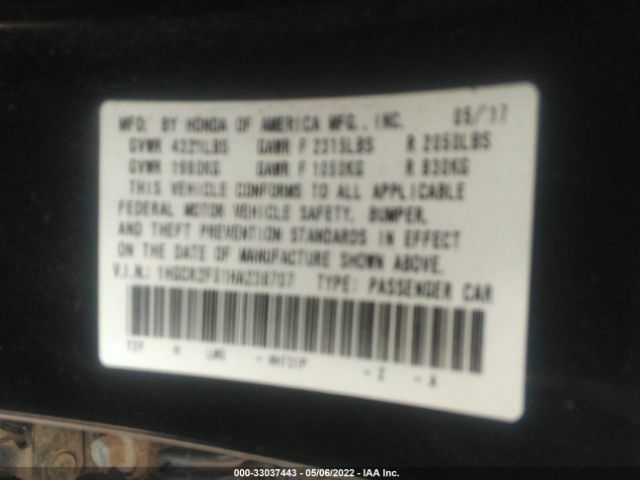 MFD. BY HONDA OF AMERICA MFG., INC. 05/17
GVWR 4321LBS GAWR F 2315LBS R 2050LBS
GVWR 1960KG GAWR F 1050KG R 930KG
THIS VEHICLE CONFORMS TO ALL APPLICABLE
FEDERAL MOTOR VEHICLE SAFETY, BUMPER,
AND THEFT PREVENTION STANDARDS IN EFFECT
ON THE DATE OF MANUFACTURE SHOWN ABOVE.
V.I.N.: TYPE: PASSENGER CAR
- Z - A
000-33037443 - 05/06/2022 - IAA Inc.